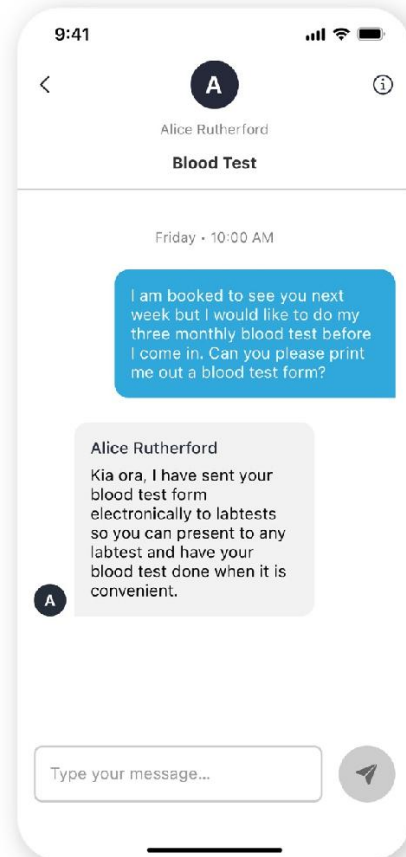 9:41
A
Alice Rutherford
Blood Test
Friday • 10:00 AM
I am booked to see you next
week but I would like to do my
three monthly blood test before
I come in. Can you please print
me out a blood test form?
Alice Rutherford
Kia ora, I have sent your
blood test form
electronically to labtests
so you can present to any
labtest and have your
blood test done when it is
convenient.
A
Type your message...